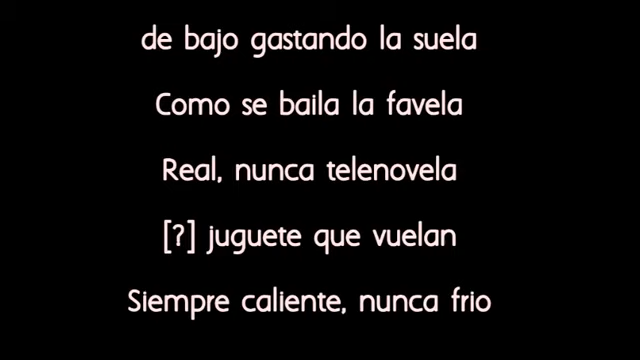 de bajo gastando la suela
Como se baila la favela
Real, nunca telenovela
[?] juguete que vuelan
Siempre caliente, nunca frio